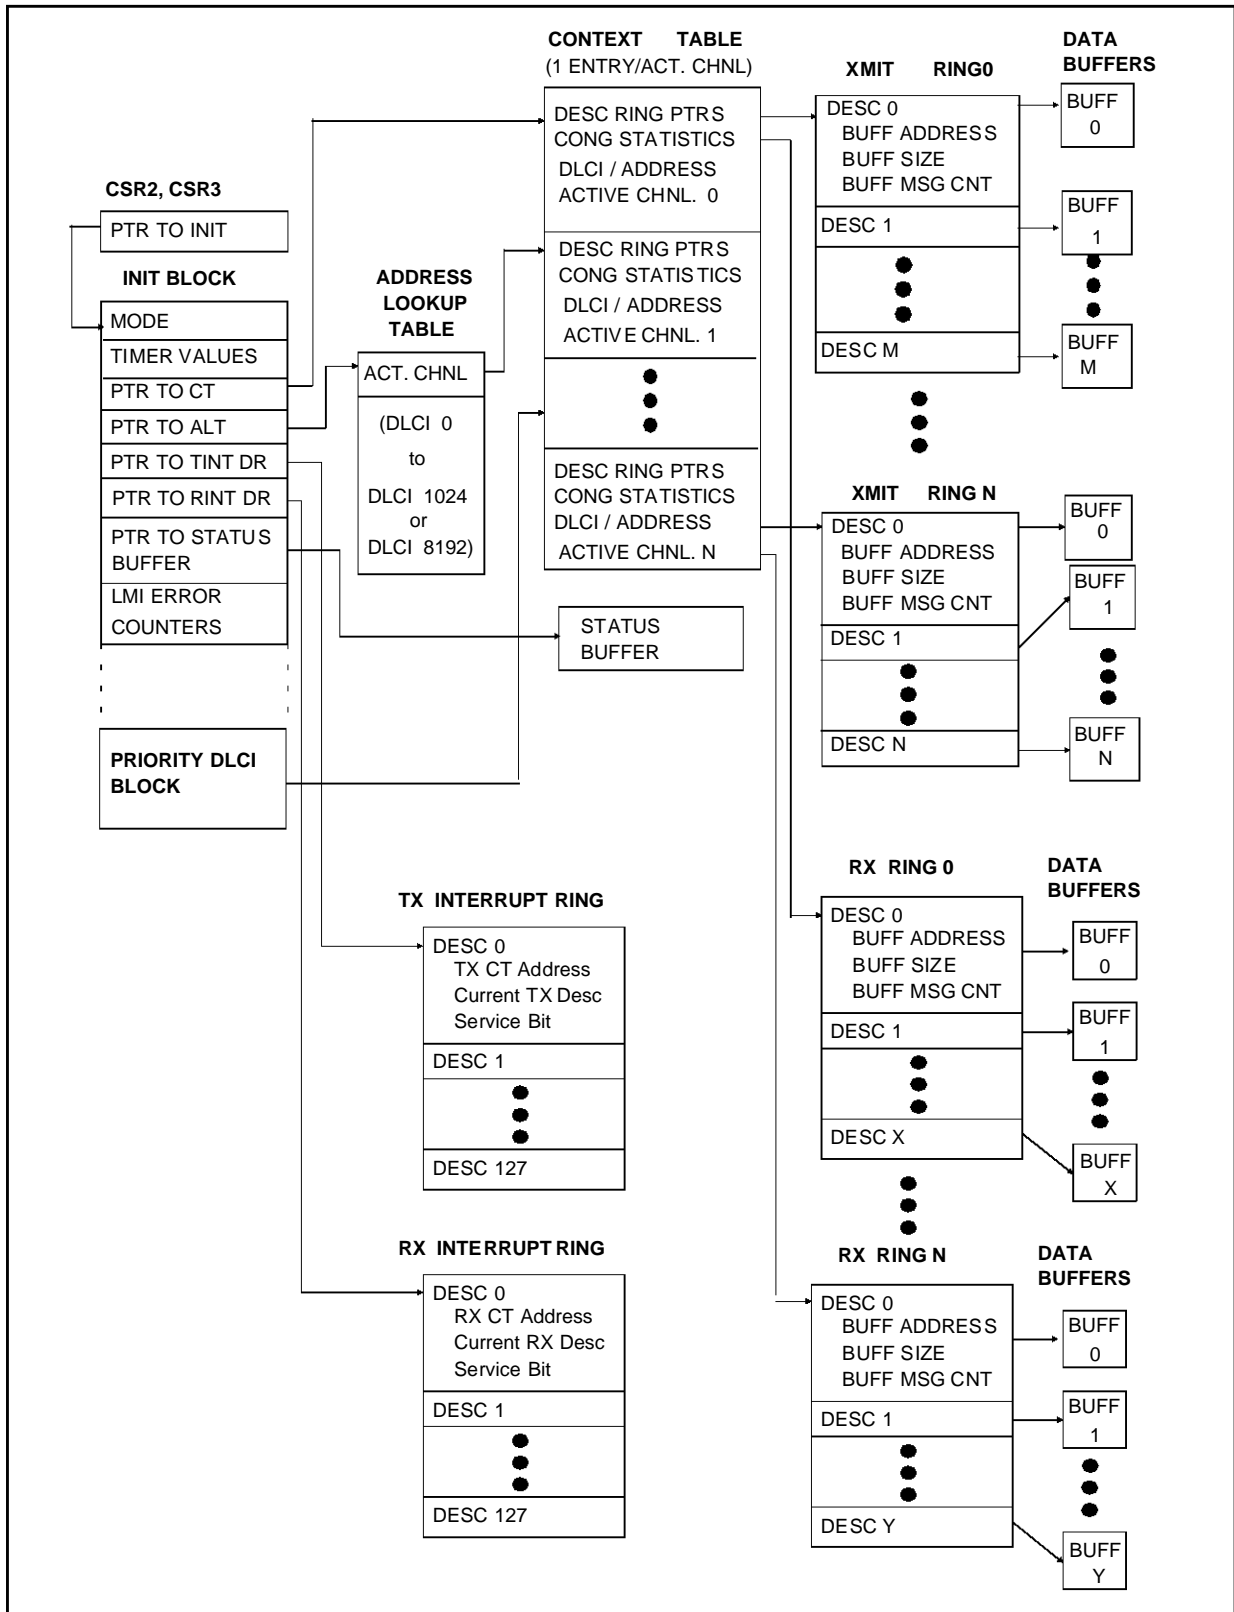 CSR2, CSR3
PTR TO INIT
INIT BLOCK
MODE
TIMER VALUES
PTR TO CT
PTR TO ALT
PTR TO TINT DR
PTR TO RINT DR
PTR TO STATUS
BUFFER
LMI ERROR
COUNTERS
PRIORITY DLCI
BLOCK
ADDRESS
LOOKUP
TABLE
ACT. CHNL
(DLCI 0
to
DLCI 1024
or
DLCI 8192)
CONTEXT TABLE
(1 ENTRY/ACT. CHNL)
DESC RING PTRS
CONG STATISTICS
DLCI / ADDRESS
ACTIVE CHNL. 0
DESC RING PTRS
CONG STATISTICS
DLCI / ADDRESS
ACTIVE CHNL. 1
DESC RING PTRS
CONG STATISTICS
DLCI / ADDRESS
ACTIVE CHNL. N
STATUS
BUFFER
TX INTERRUPT RING
DESC 0
TX CT Address
Current TX Desc
Service Bit
DESC 1
DESC 127
RX INTERRUPT RING
DESC 0
RX CT Address
Current RX Desc
Service Bit
DESC 1
DESC 127
XMIT RING0
DESC 0
BUFF ADDRESS
BUFF SIZE
BUFF MSG CNT
DESC 1
DESC M
DATA
BUFFERS
BUFF
0
BUFF
1
BUFF
M
XMIT RING N
DESC 0
BUFF ADDRESS
BUFF SIZE
BUFF MSG CNT
DESC 1
DESC N
BUFF
0
BUFF
1
BUFF
N
RX RING 0
DESC 0
BUFF ADDRESS
BUFF SIZE
BUFF MSG CNT
DESC 1
DESC X
DATA
BUFFERS
BUFF
0
BUFF
1
BUFF
X
RX RING N
DESC 0
BUFF ADDRESS
BUFF SIZE
BUFF MSG CNT
DESC 1
DESC Y
DATA
BUFFERS
BUFF
0
BUFF
1
BUFF
Y